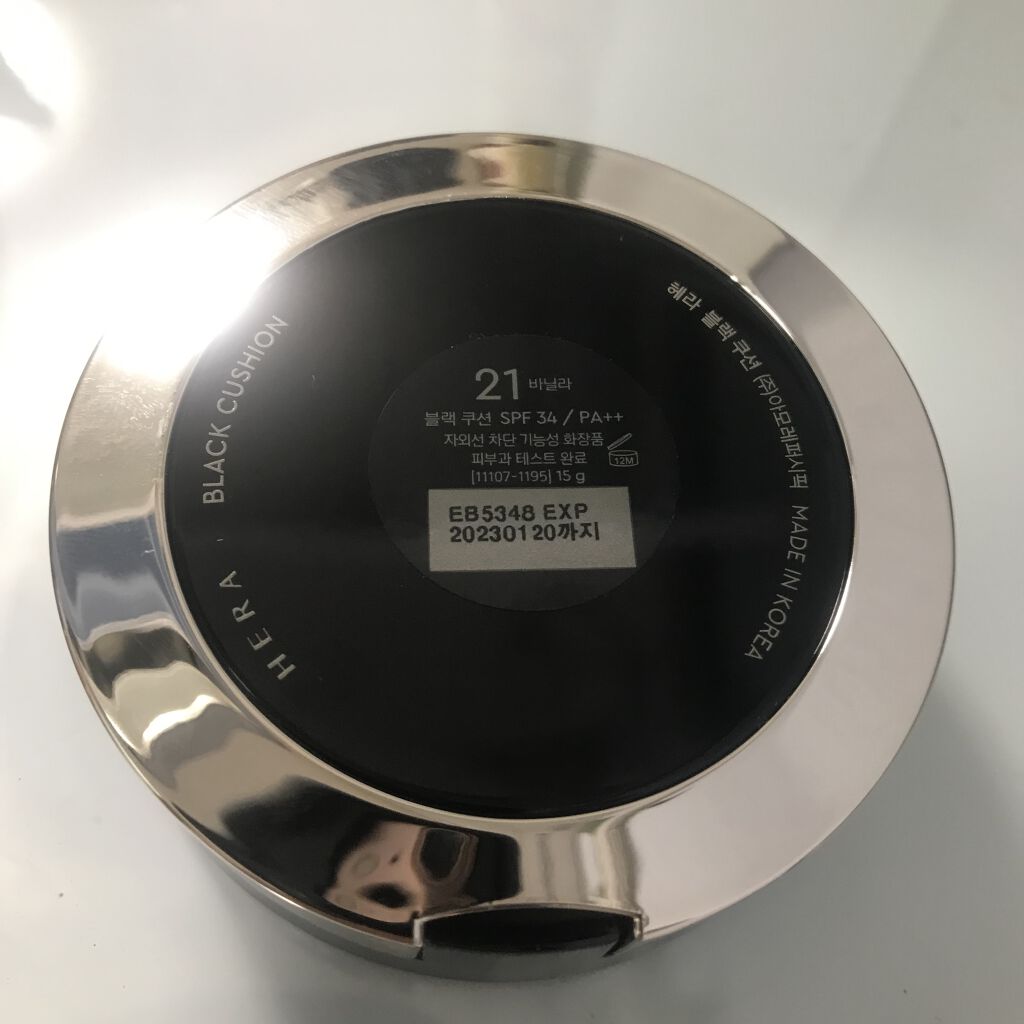 HERA BLACK CUSHION
헤라 블랙 쿠션 (주)아모레퍼시픽 MADE IN KOREA
21 바닐라
블랙 쿠션 SPF 34 / PA++
자외선 차단 기능성 화장품
피부과 테스트 완료
12M
[11107-1195] 15 g
EB5348 EXP
20230120까지